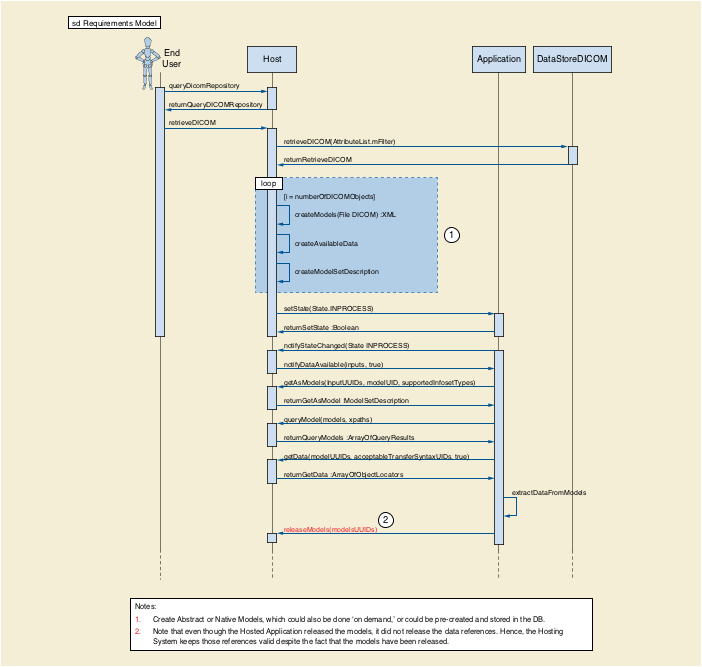 sd Requirements Model
End
User
Host
Application
DataStoreDICOM
queryDicomRepository
returnQueryDICOMRepository
retrieveDICOM
retrieveDICOM(AttributeList.mFilter)
returnRetrieveDICOM
loop
[i = numberOfDICOMObjects]
createModels(File DICOM) :XML
1
createAvailableData
createModelSetDescription
setState(State.INPROCESS)
returnSetState :Boolean
notifyStateChanged(State INPROCESS)
notifyDataAvailable(inputs, true)
getAsModels(InputUUIDs, modelUID, supportedInfosetTypes)
returnGetAsModel :ModelSetDescription
queryModel(models, xpaths)
returnQueryModels :ArrayOfQueryResults
getData(modelUUIDs, acceptableTransferSyntaxUIDs, true)
returnGetData :ArrayOfObjectLocators
extractDataFromModels
2
releaseModels(modelsUUIDs)
Notes:
1. Create Abstract or Native Models, which could also be done 'on demand,' or could be pre-created and stored in the DB.
2. Note that even though the Hosted Application released the models, it did not release the data references. Hence, the Hosting
System keeps those references valid despite the fact that the models have been released.